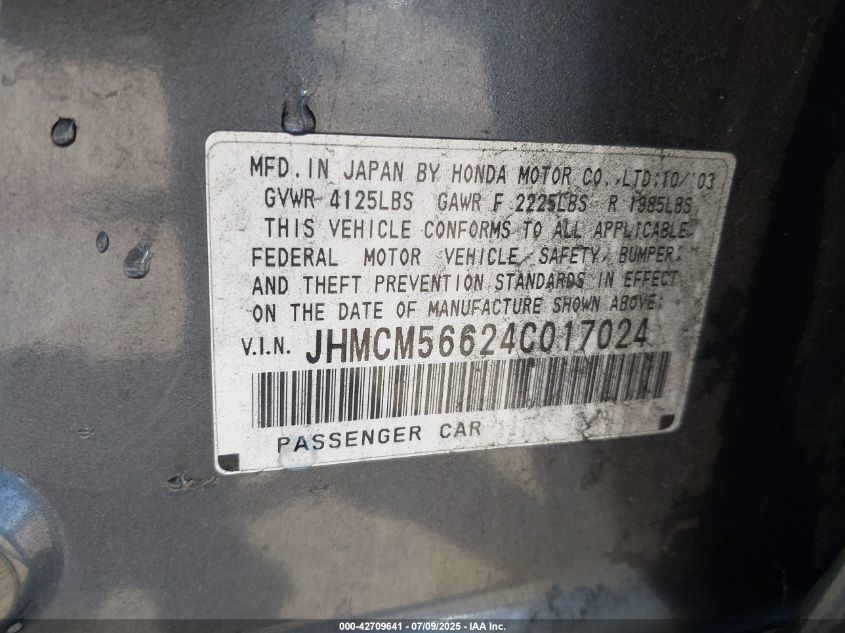 MFD. IN JAPAN BY HONDA MOTOR CO.,LTD;10/'03
GVWR 4125LBS GAWR F 2225LBS R 1985LBS
THIS VEHICLE CONFORMS TO ALL APPLICABLE
FEDERAL MOTOR VEHICLE SAFETY, BUMPER,
AND THEFT PREVENTION STANDARDS IN EFFECT
ON THE DATE OF MANUFACTURE SHOWN ABOVE.
V.I.N. JHMCM56624C017024
PASSENGER CAR
000-42709641 / 07/09/2025 - IAA Inc.